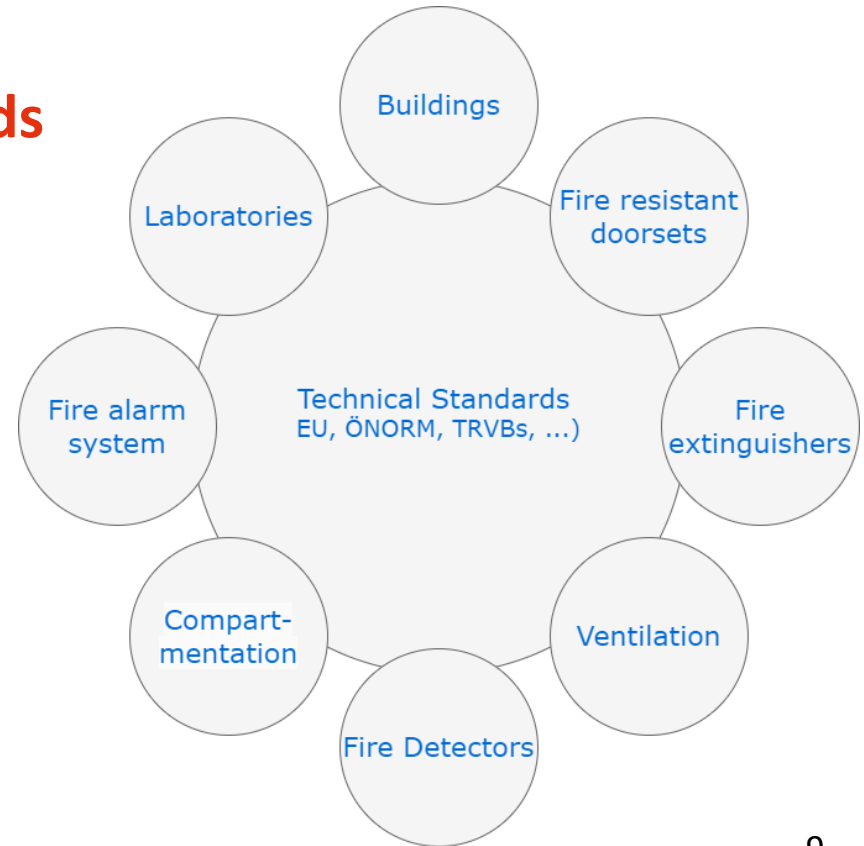 ds
Buildings
Fire resistant
doorsets
Laboratories
Technical Standards
EU, ÖNORM, TRVBs, ...)
Fire alarm
system
Fire
extinguishers
Compart-
mentation
Ventilation
Fire Detectors